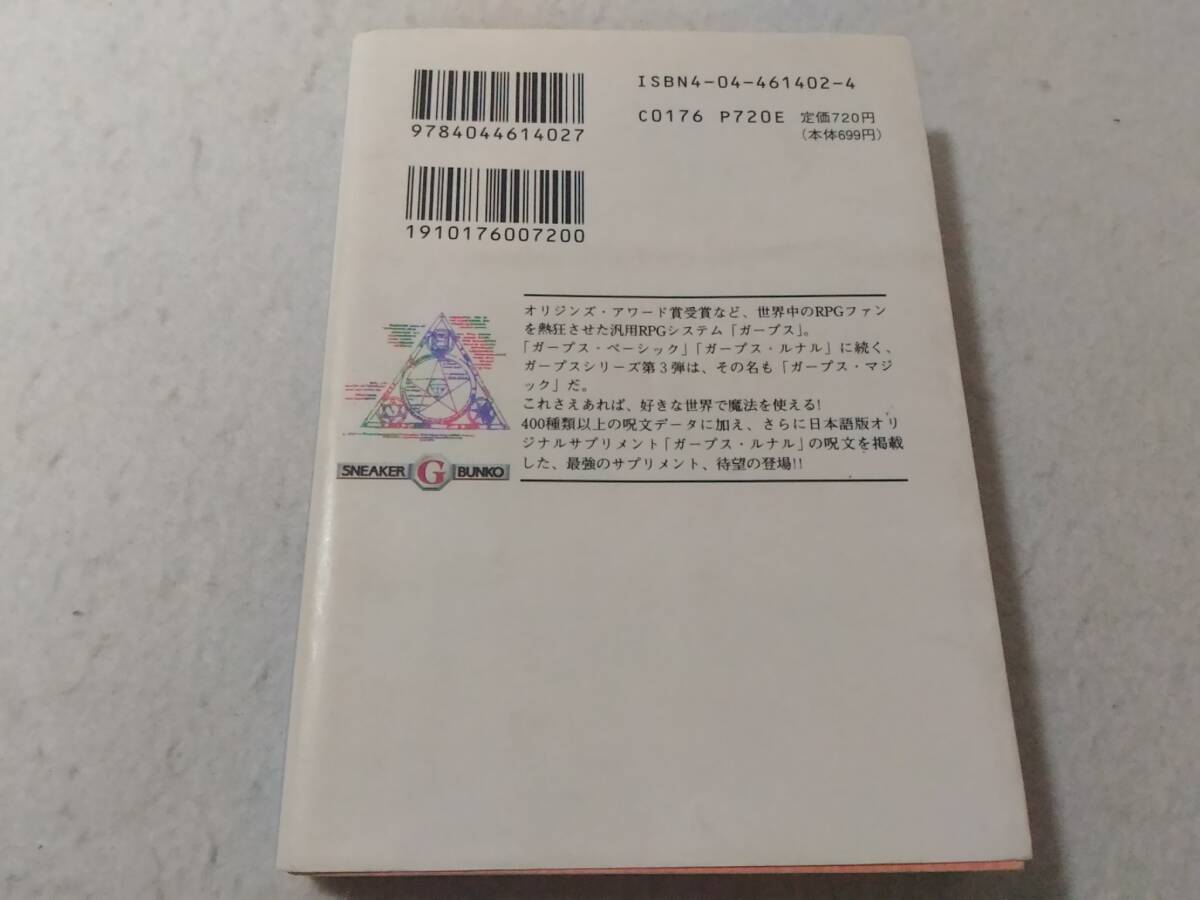 ISBN4-04-461402-4
C0176 P720E 定価720円
(本体699円)
9784044614027
1910176007200
オリジンズ・アワード賞受賞など、世界中のRPGファン
を熱狂させた汎用RPGシステム「ガープス」。
「ガープス・ベーシック」「ガープス・ルナル」に続く、
ガープスシリーズ第3弾は、その名も「ガープス・マジ
ック」だ。
これさえあれば、好きな世界で魔法を使える!
400種類以上の呪文データに加え、さらに日本語版オリ
ジナルサプリメント「ガープス・ルナル」の呪文を掲載
した、最強のサプリメント、待望の登場!!
SNEAKER G BUNKO